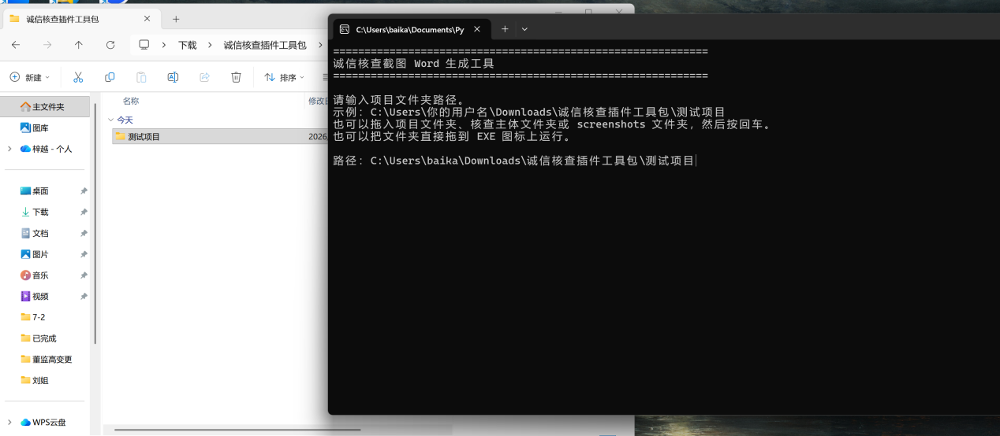 诚信核查插件工具包
下载
诚信核查插件工具包
新建
排序
主文件夹
图库
梓越 - 个人
桌面
下载
文档
图片
音乐
视频
7-2
已完成
董监高变更
刘姐
WPS云盘
名称
今天
测试项目
C:\Users\baika\Documents\Py
============================================================
诚信核查截图 Word 生成工具
============================================================
请输入项目文件夹路径。
示例: C:\Users\你的用户名\Downloads\诚信核查插件工具包\测试项目
也可以拖入项目文件夹、核查主体文件夹或 screenshots 文件夹，然后按回车。
也可以把文件夹直接拖到 EXE 图标上运行。
路径: C:\Users\baika\Downloads\诚信核查插件工具包\测试项目